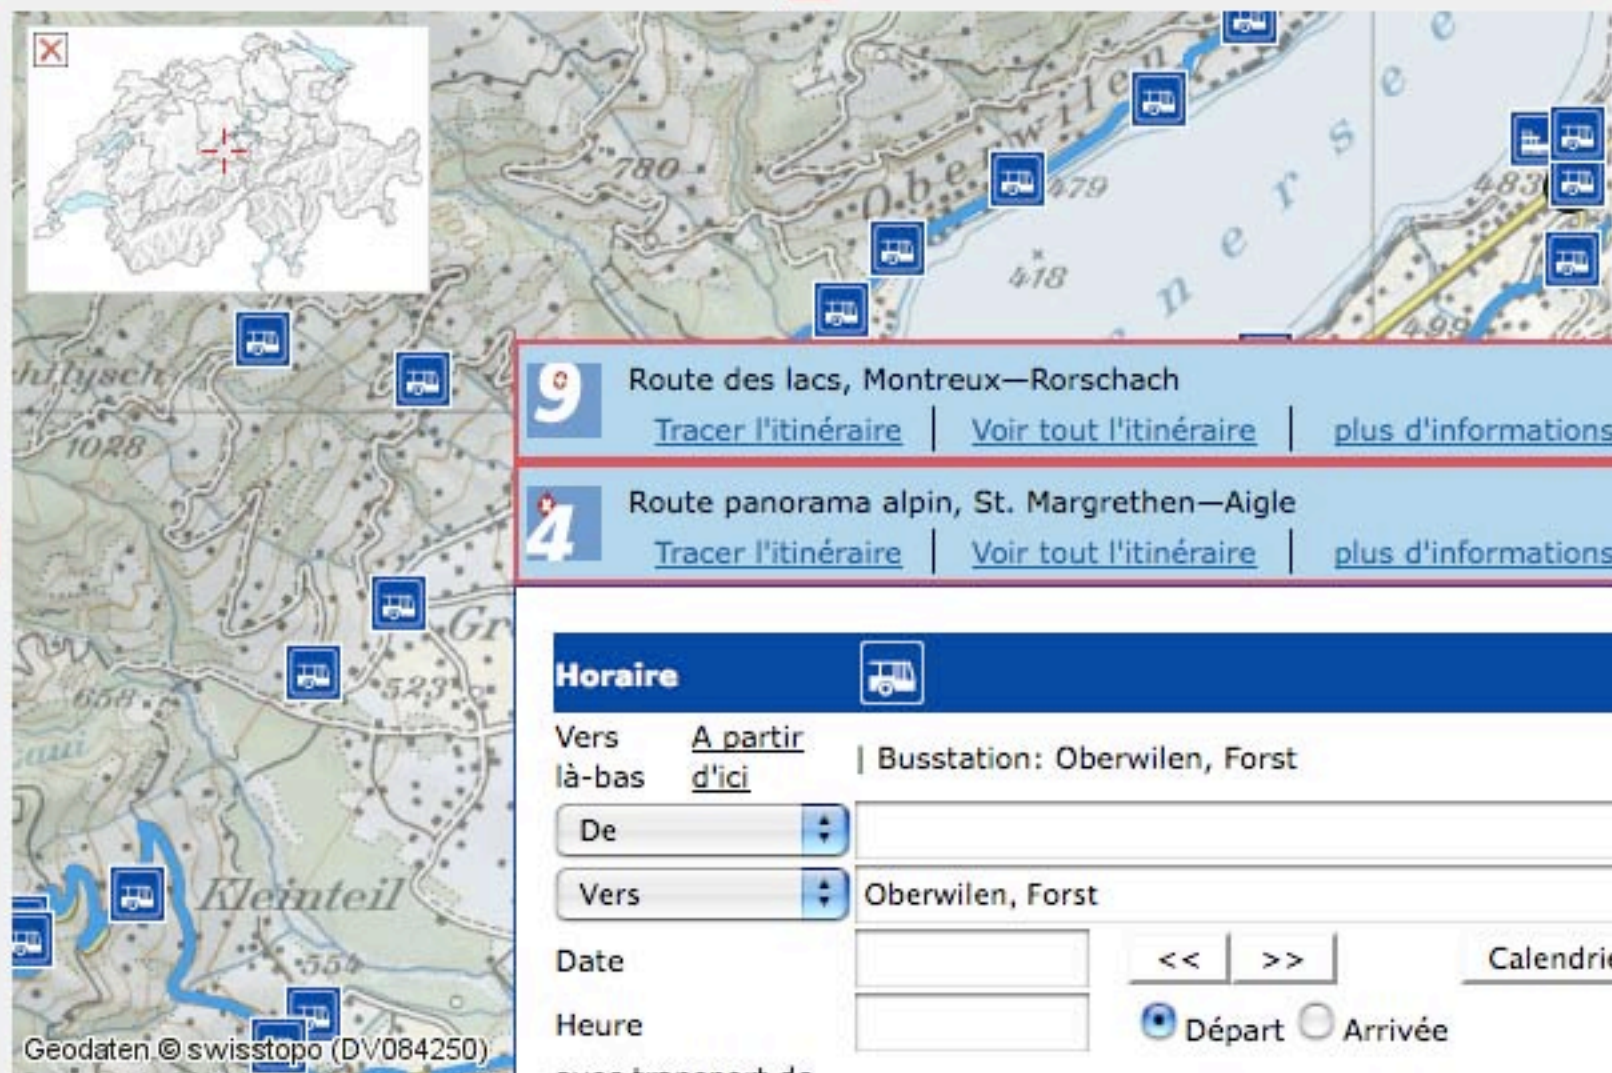 Oberwilen
780
479
483
418
499
1028
9
Route des lacs, Montreux—Rorschach
Tracer l'itinéraire | Voir tout l'itinéraire | plus d'informations
4
Route panorama alpin, St. Margrethen—Aigle
Tracer l'itinéraire | Voir tout l'itinéraire | plus d'informations
Gr
523
658
Horaire
Vers là-bas
A partir d'ici
| Busstation: Oberwilen, Forst
De
Vers
Oberwilen, Forst
Kleinteil
Date
<< >>
Calendrie
554
Heure
Départ Arrivée
Geodaten © swisstopo (DV084250)